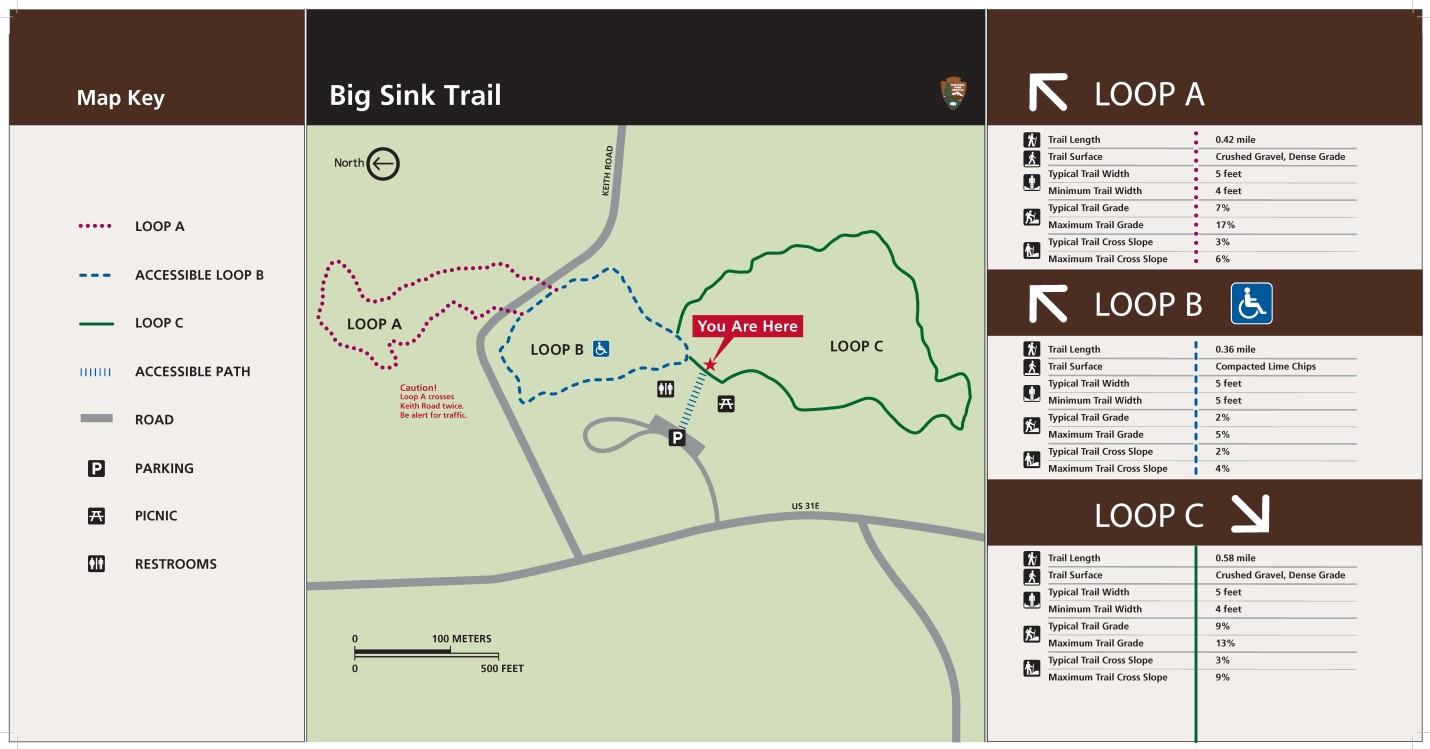 Map Key
LOOP A
ACCESSIBLE LOOP B
LOOP C
ACCESSIBLE PATH
ROAD
P
PARKING
PICNIC
RESTROOMS
Big Sink Trail
North
KEITH ROAD
LOOP A
LOOP B
You Are Here
LOOP C
Caution!
Loop A crosses
Keith Road twice.
Be alert for traffic.
P
US 31E
0 100 METERS
0 500 FEET
LOOP A
Trail Length 0.42 mile
Trail Surface Crushed Gravel, Dense Grade
Typical Trail Width 5 feet
Minimum Trail Width 4 feet
Typical Trail Grade 7%
Maximum Trail Grade 17%
Typical Trail Cross Slope 3%
Maximum Trail Cross Slope 6%
LOOP B
Trail Length 0.36 mile
Trail Surface Compacted Lime Chips
Typical Trail Width 5 feet
Minimum Trail Width 5 feet
Typical Trail Grade 2%
Maximum Trail Grade 5%
Typical Trail Cross Slope 2%
Maximum Trail Cross Slope 4%
LOOP C
Trail Length 0.58 mile
Trail Surface Crushed Gravel, Dense Grade
Typical Trail Width 5 feet
Minimum Trail Width 4 feet
Typical Trail Grade 9%
Maximum Trail Grade 13%
Typical Trail Cross Slope 3%
Maximum Trail Cross Slope 9%